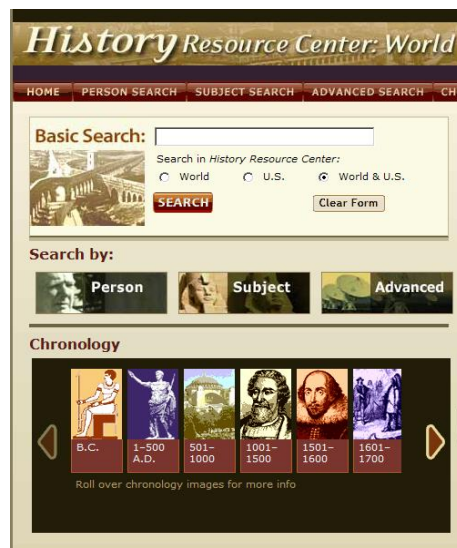 History Resource Center: World
HOME PERSON SEARCH SUBJECT SEARCH ADVANCED SEARCH CH
Basic Search:
Search in History Resource Center:
World U.S. World & U.S.
SEARCH Clear Form
Search by:
Person Subject Advanced
Chronology
B.C. 1–500 A.D. 501–1000 1001–1500 1501–1600 1601–1700
Roll over chronology images for more info